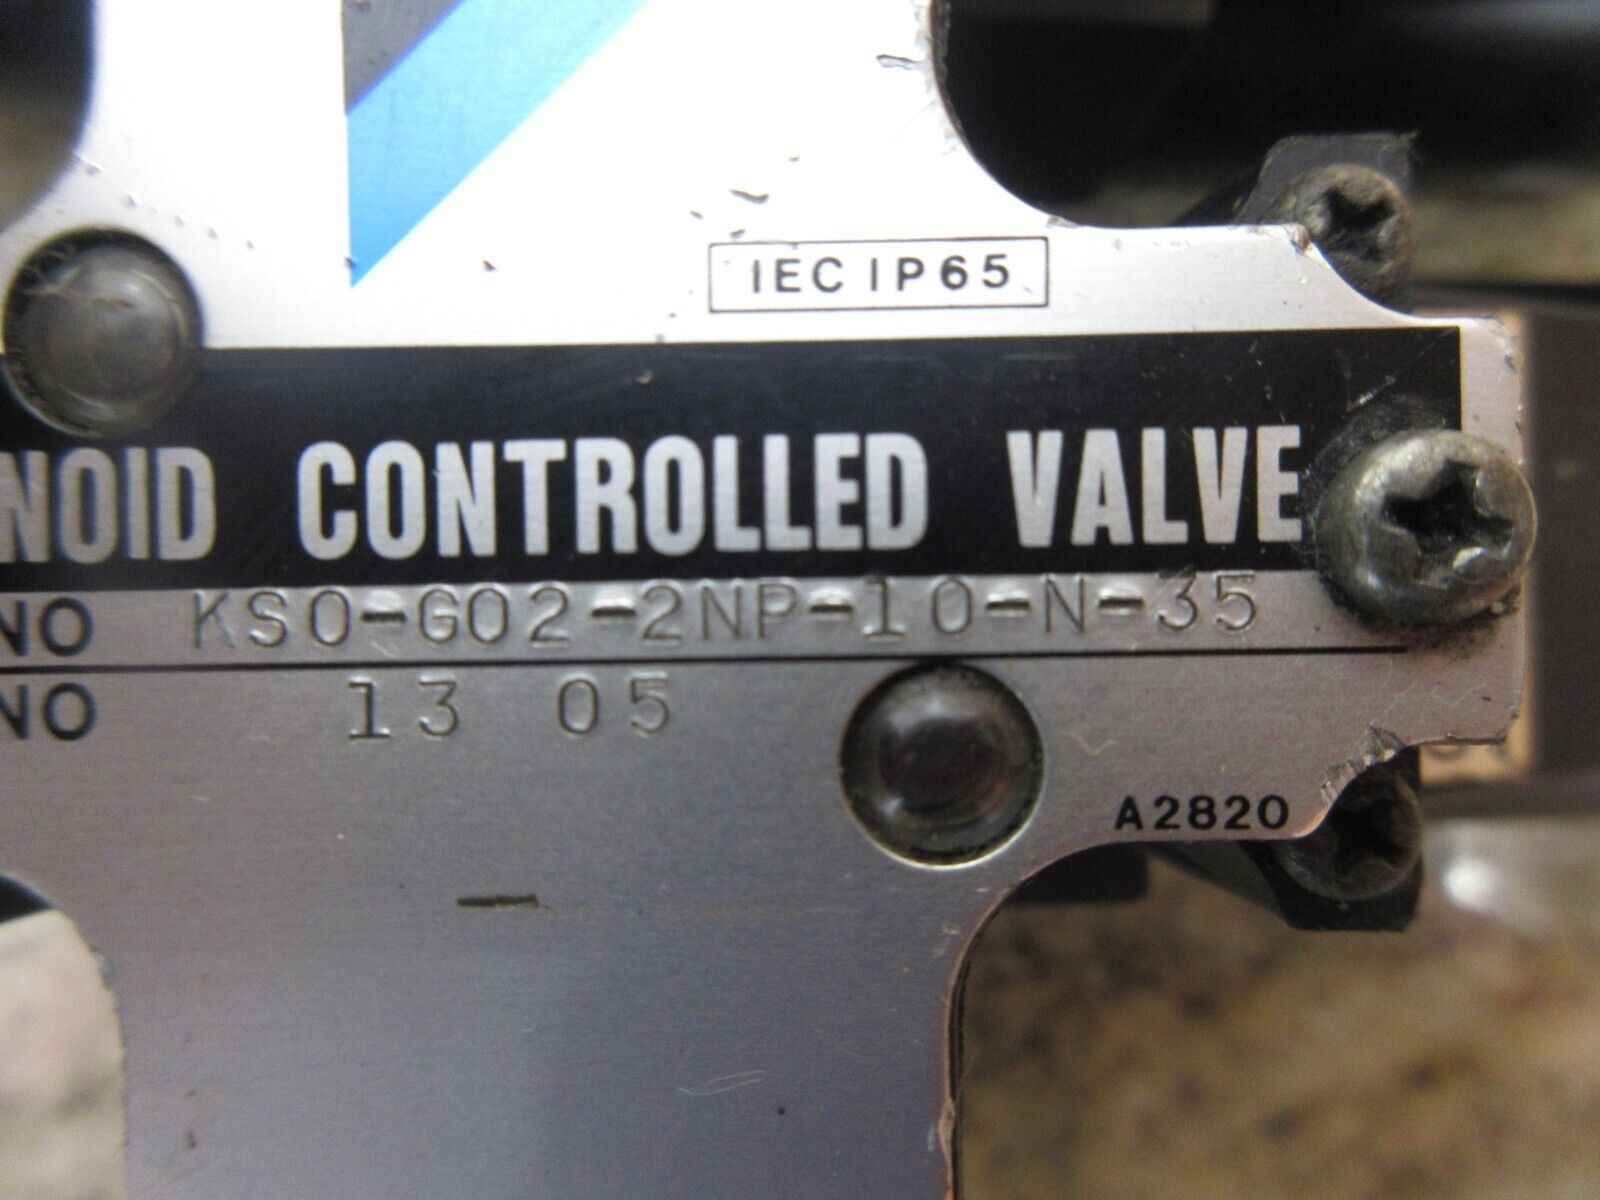 IEC IP65
NOID CONTROLLED VALVE
NO KSO-G02-2NP-10-N-35
NO 13 05
A2820